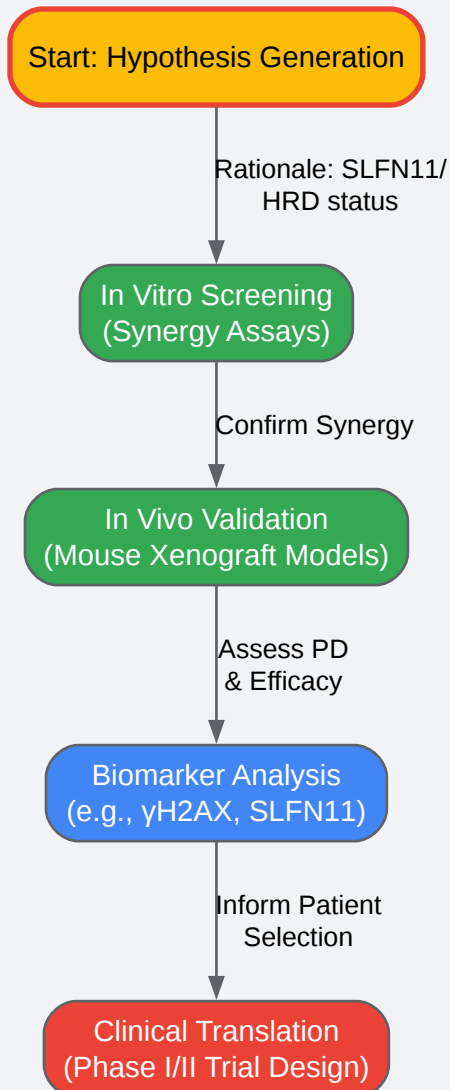 Start: Hypothesis Generation
Rationale: SLFN11/
HRD status
In Vitro Screening
(Synergy Assays)
Confirm Synergy
In Vivo Validation
(Mouse Xenograft Models)
Assess PD
& Efficacy
Biomarker Analysis
(e.g., γH2AX, SLFN11)
Inform Patient
Selection
Clinical Translation
(Phase I/II Trial Design)